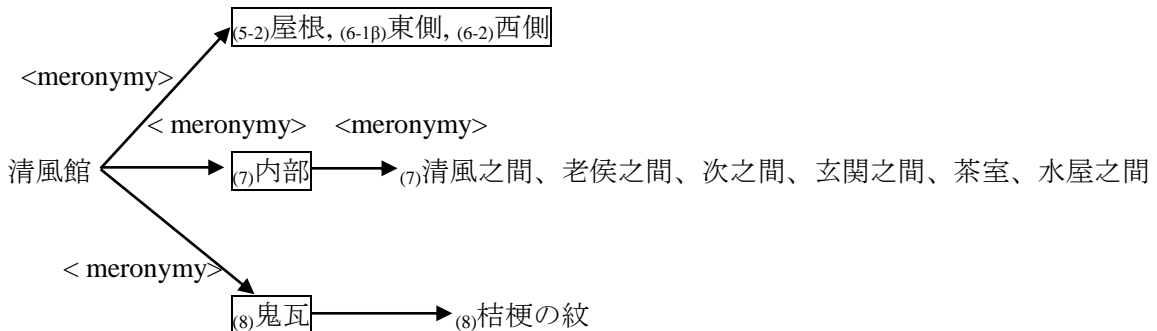 (5-2)屋根, (6-1β)東側, (6-2)西側
<meronymy>
< meronymy> <meronymy>
清風館 (7)内部 (7)清風之間、老侯之間、次之間、玄関之間、茶室、水屋之間
< meronymy>
(8)鬼瓦 (8)桔梗の紋